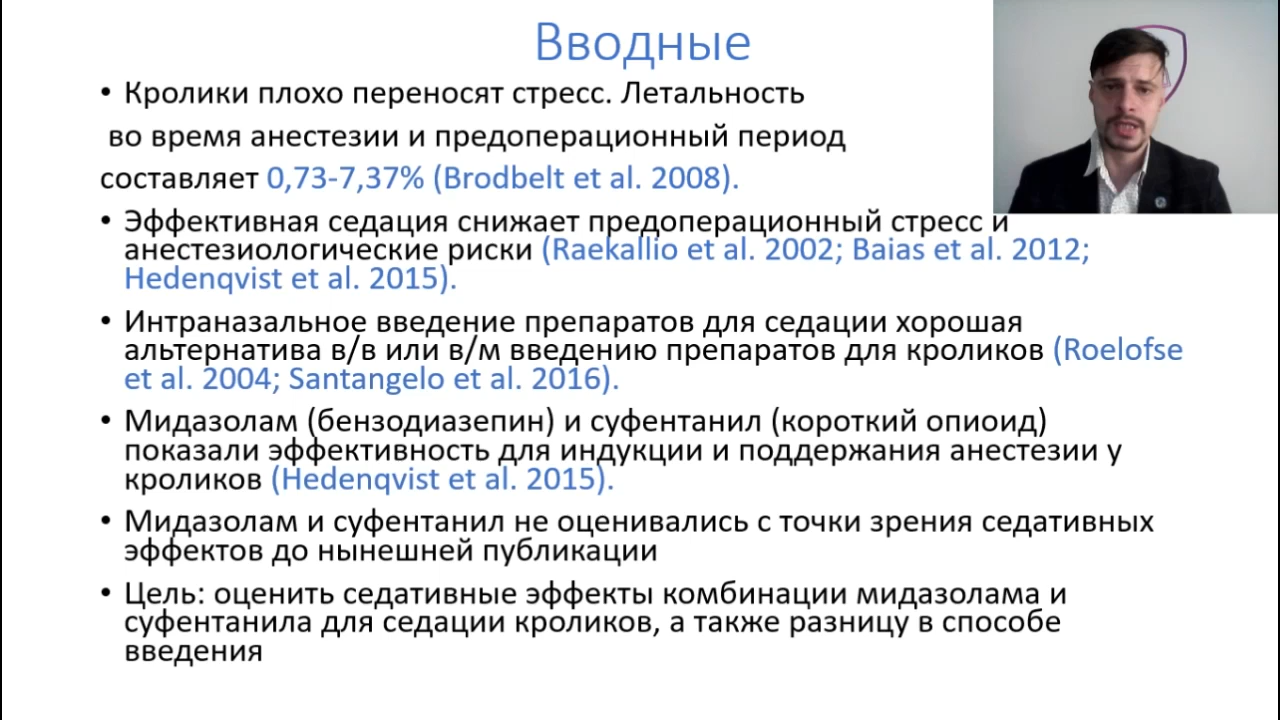 Вводные
• Кролики плохо переносят стресс. Летальность
во время анестезии и предоперационный период
составляет 0,73-7,37% (Brodbelt et al. 2008).
• Эффективная седация снижает предоперационный стресс и
анестезиологические риски (Raekallio et al. 2002; Baias et al. 2012;
Hedenqvist et al. 2015).
• Интраназальное введение препаратов для седации хорошая
альтернатива в/в или в/м введению препаратов для кроликов (Roelofse
et al. 2004; Santangelo et al. 2016).
• Мидазолам (бензодиазепин) и суфентанил (короткий опиоид)
показали эффективность для индукции и поддержания анестезии у
кроликов (Hedenqvist et al. 2015).
• Мидазолам и суфентанил не оценивались с точки зрения седативных
эффектов до нынешней публикации
• Цель: оценить седативные эффекты комбинации мидазолама и
суфентанила для седации кроликов, а также разницу в способе
введения